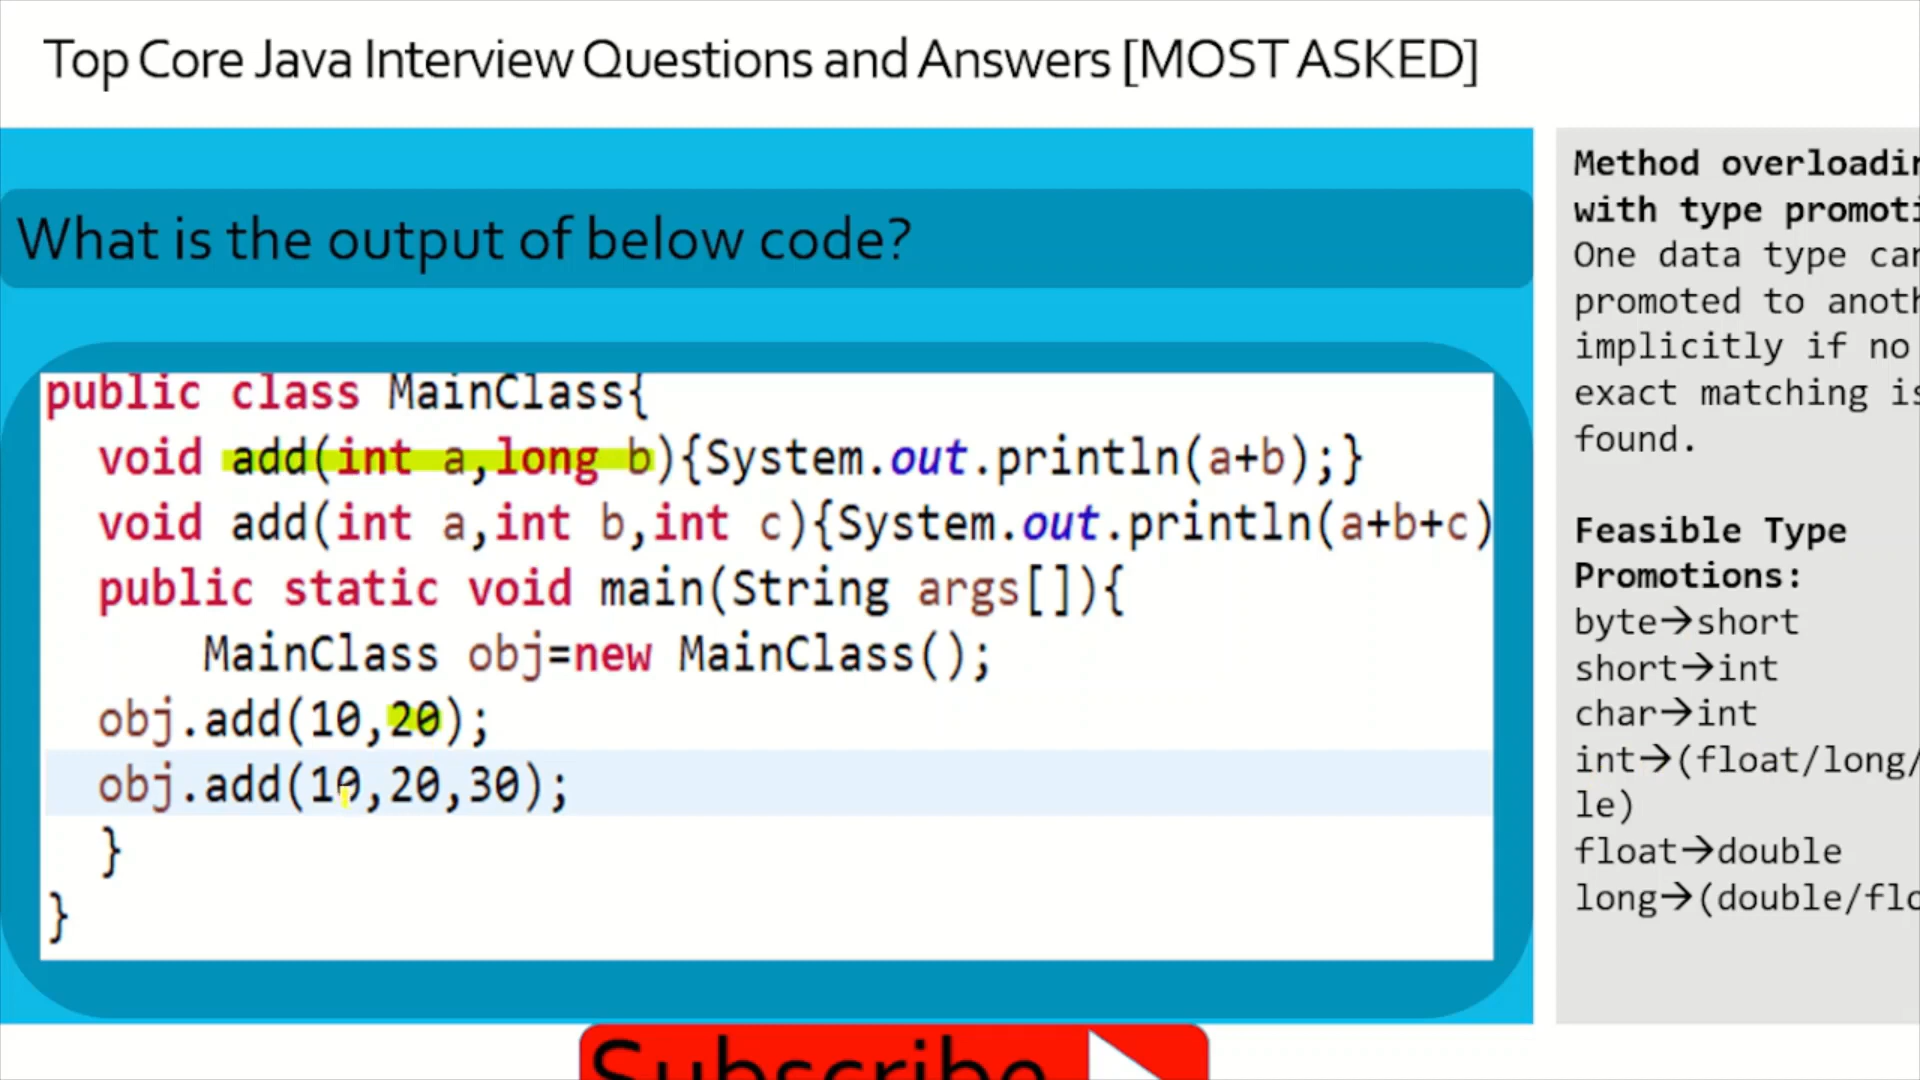 Top Core Java Interview Questions and Answers [MOST ASKED]
What is the output of below code?
public class MainClass{
void add(int a,long b){System.out.println(a+b);}
void add(int a,int b,int c){System.out.println(a+b+c)
public static void main(String args[]){
MainClass obj=new MainClass();
obj.add(10,20);
obj.add(10,20,30);
}
}
Method overloadin
with type promoti
One data type can
promoted to anoth
implicitly if no
exact matching is
found.
Feasible Type
Promotions:
byte→short
short→int
char→int
int→(float/long/
le)
float→double
long→(double/flo
Subscribe